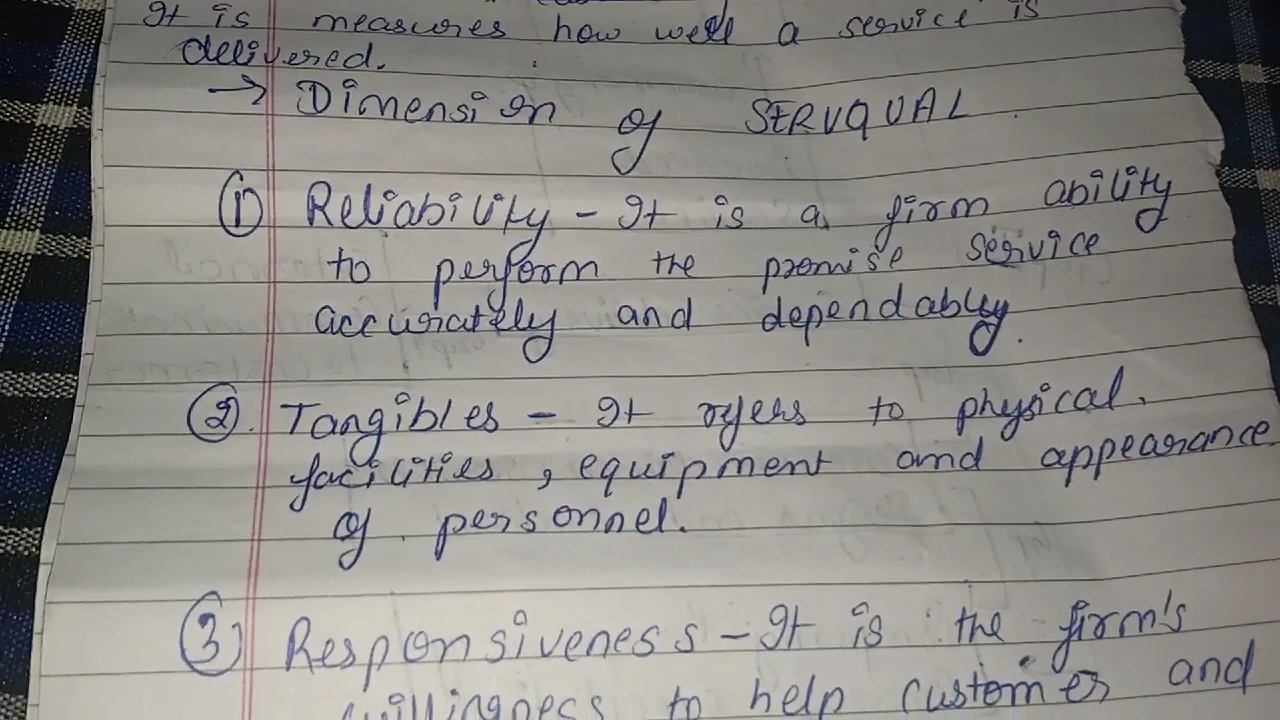 It is measures how well a service is
delivered.
→ Dimension of SERVQUAL
① Reliability - It is a firm ability
to perform the promise service
accurately and dependably.
②. Tangibles - It refers to physical.
facilities, equipment and appearance
of personnel.
③ Responsiveness - It is the firm's
willingness to help customer and